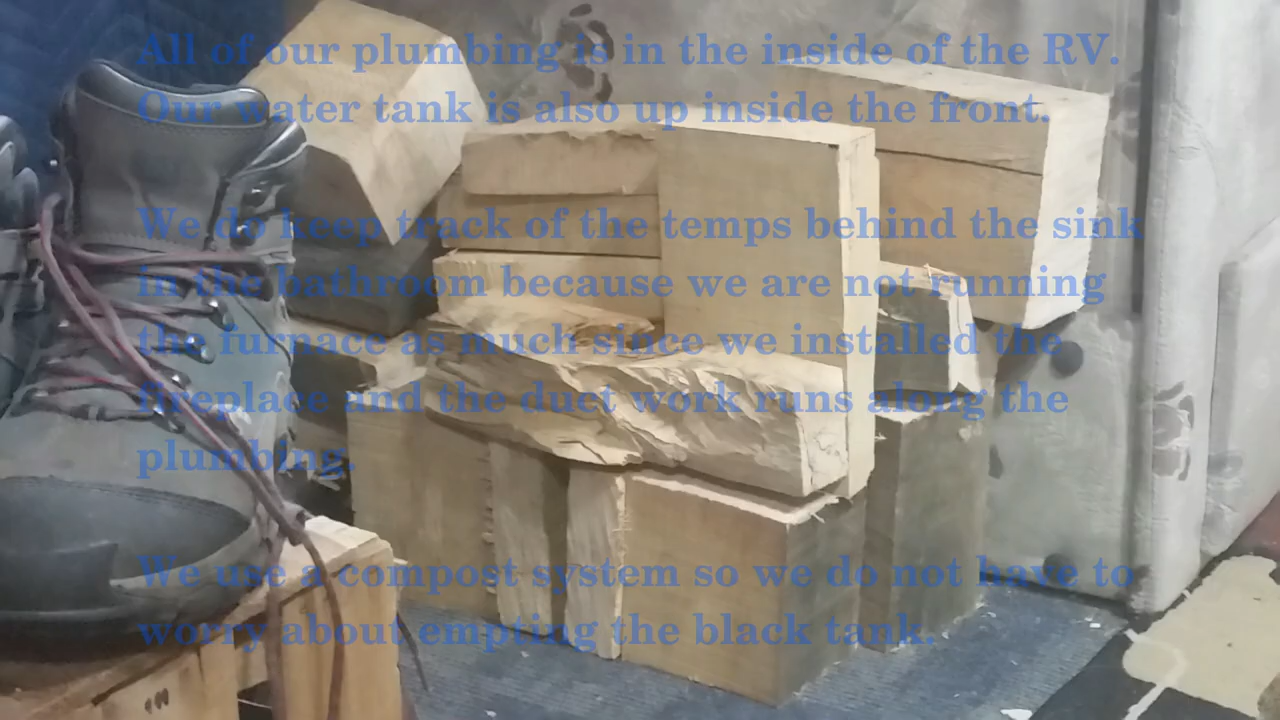 All of our plumbing is in the inside of the RV.
Our water tank is also up inside the front.
We do keep track of the temps behind the sink
in the bathroom because we are not running
the furnace as much since we installed the
fireplace and the duct work runs along the
plumbing.
We use a compost system so we do not have to
worry about empting the black tank.